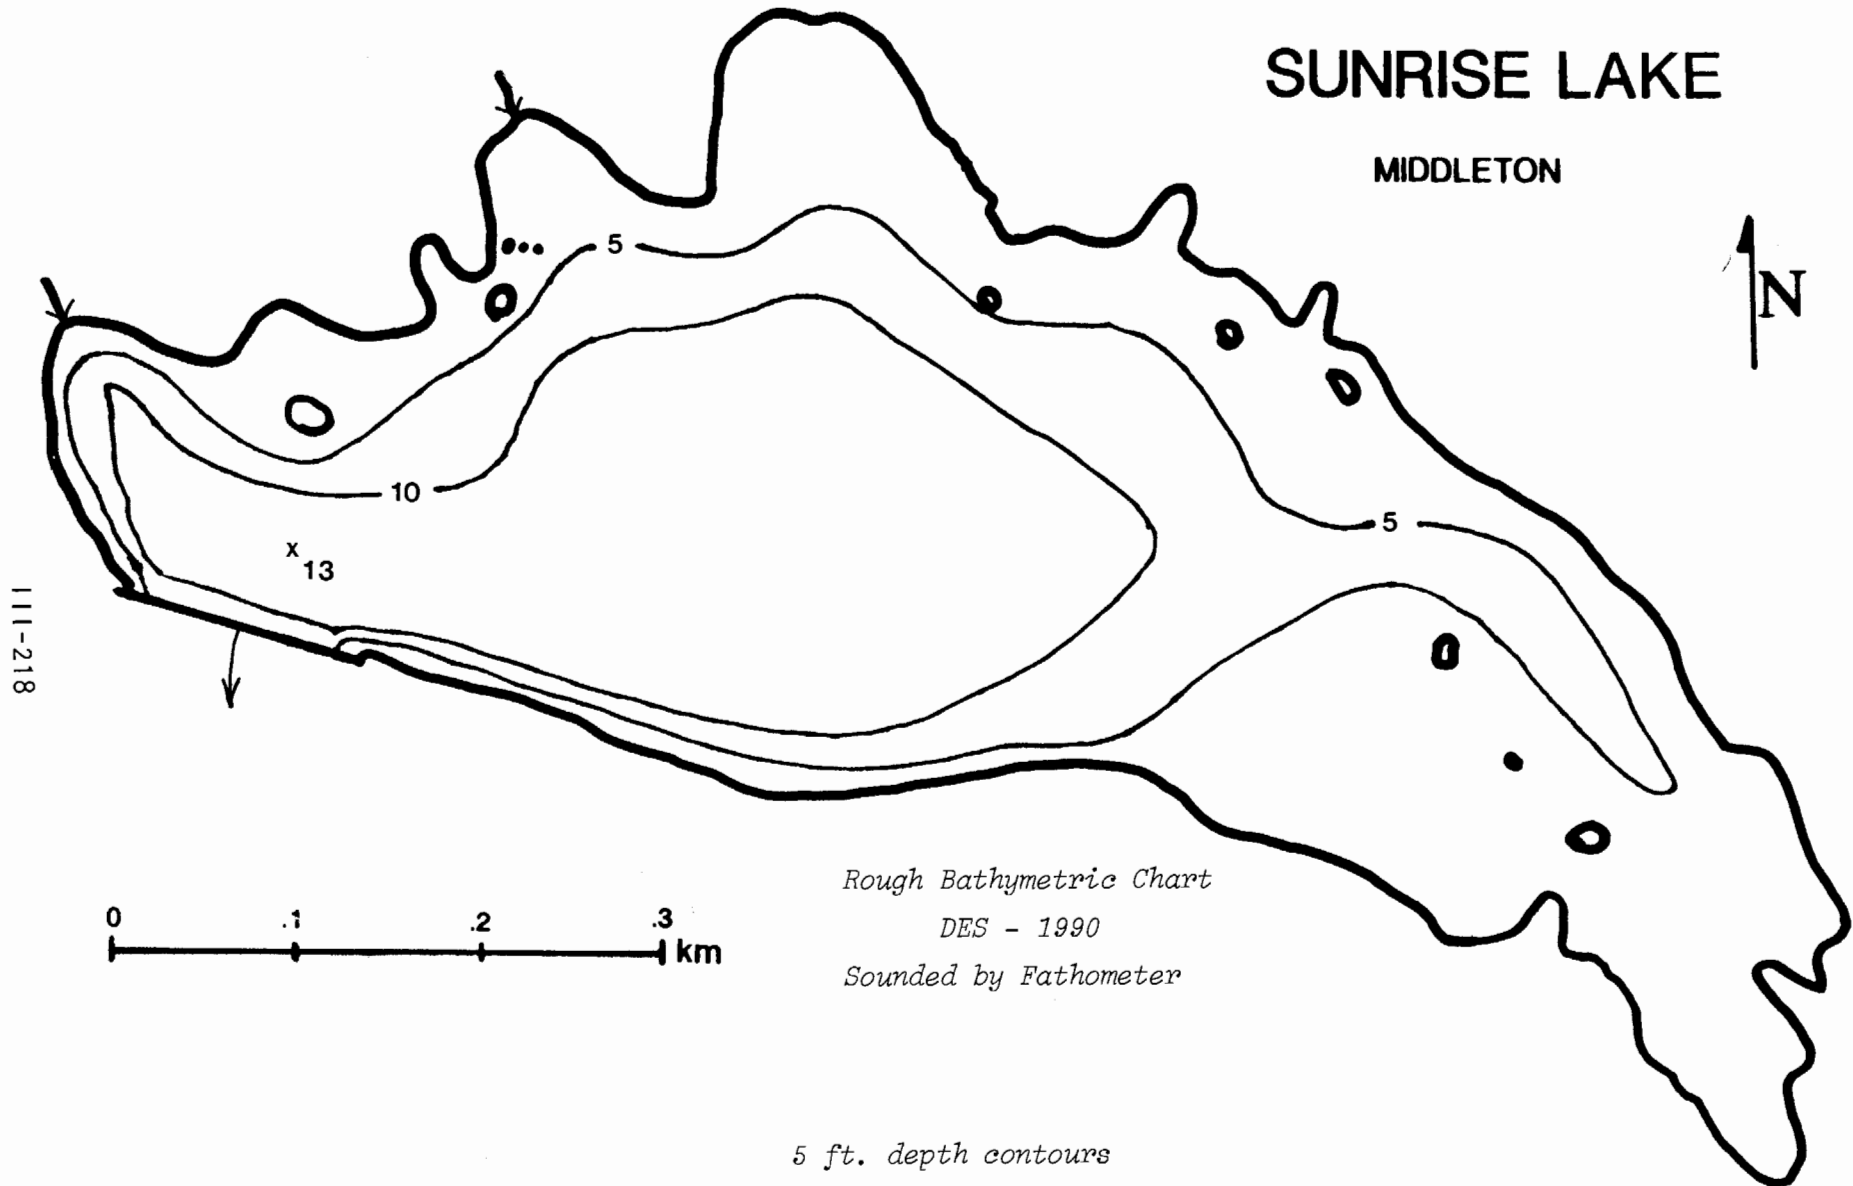 SUNRISE LAKE
MIDDLETON
N
5
5
10
x
13
III-218
0 .1 .2 .3 km
Rough Bathymetric Chart
DES - 1990
Sounded by Fathometer
5 ft. depth contours